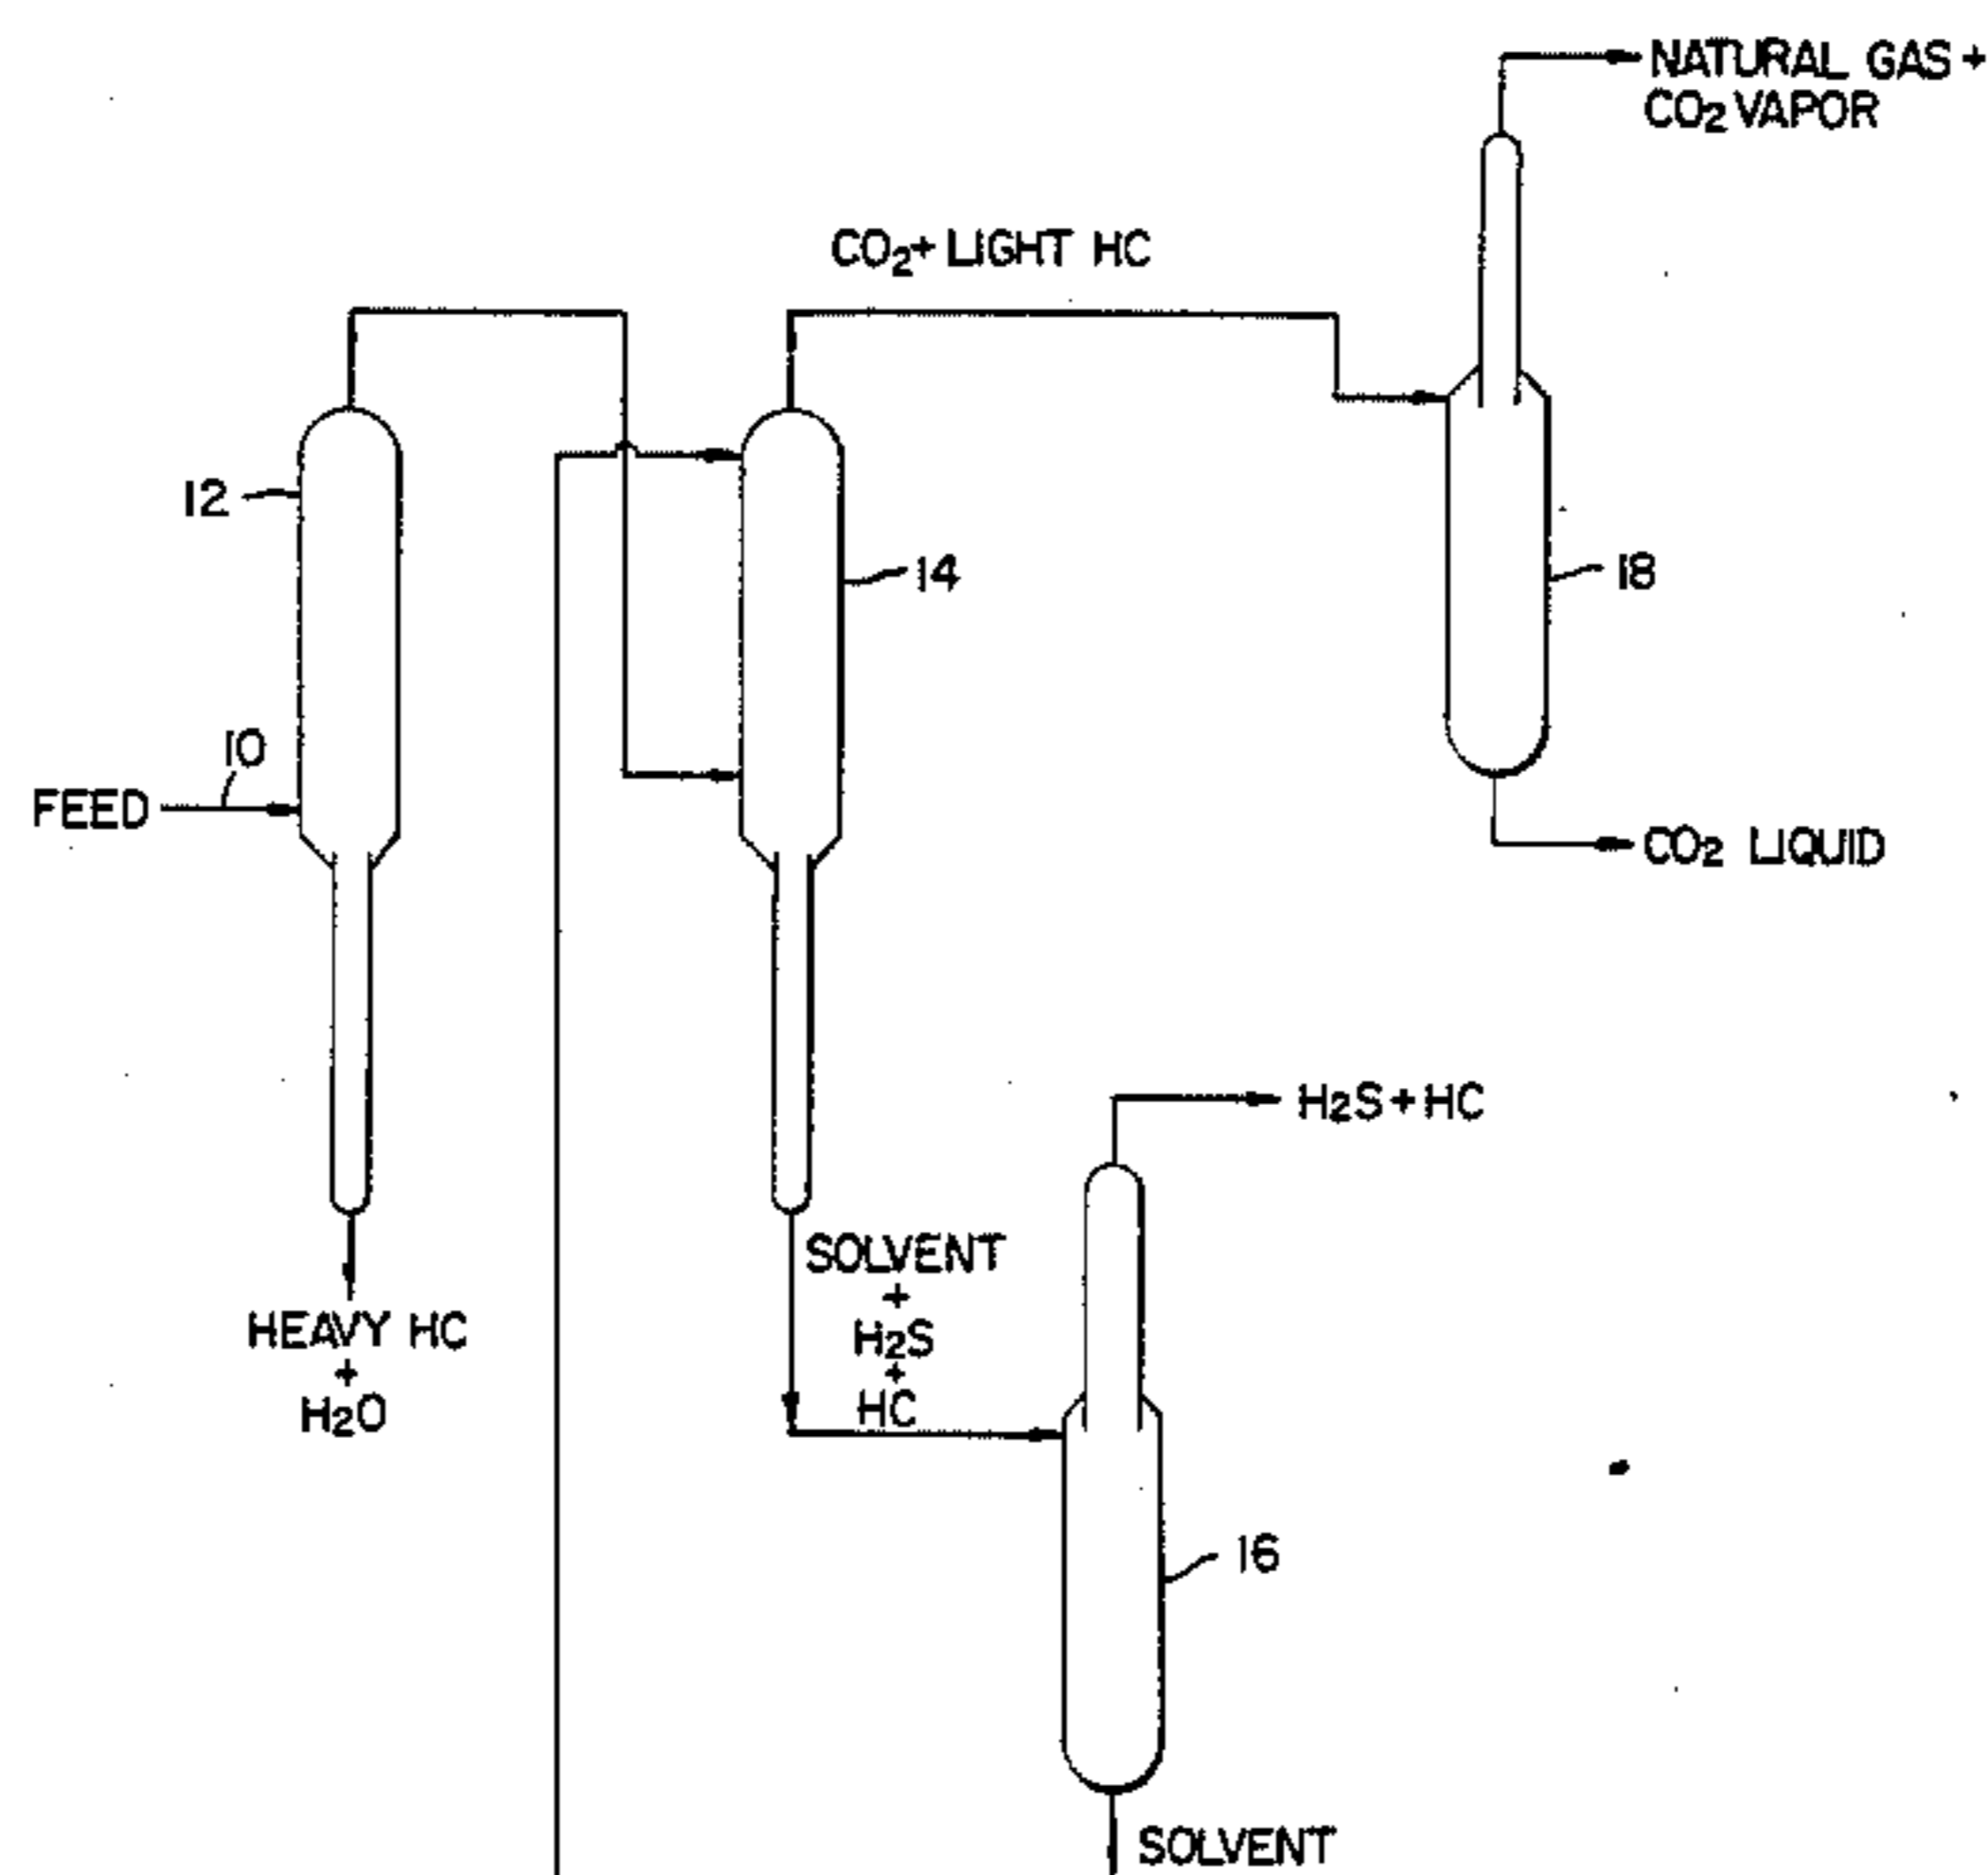 NATURAL GAS +
CO2 VAPOR
CO2 + LIGHT HC
12
14
18
10
FEED
CO2 LIQUID
H2S + HC
SOLVENT
+
H2S
+
HC
HEAVY HC
+
H2O
16
SOLVENT